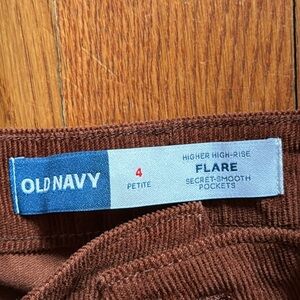 OLD NAVY
4
PETITE
HIGHER HIGH-RISE
FLARE
SECRET-SMOOTH
POCKETS